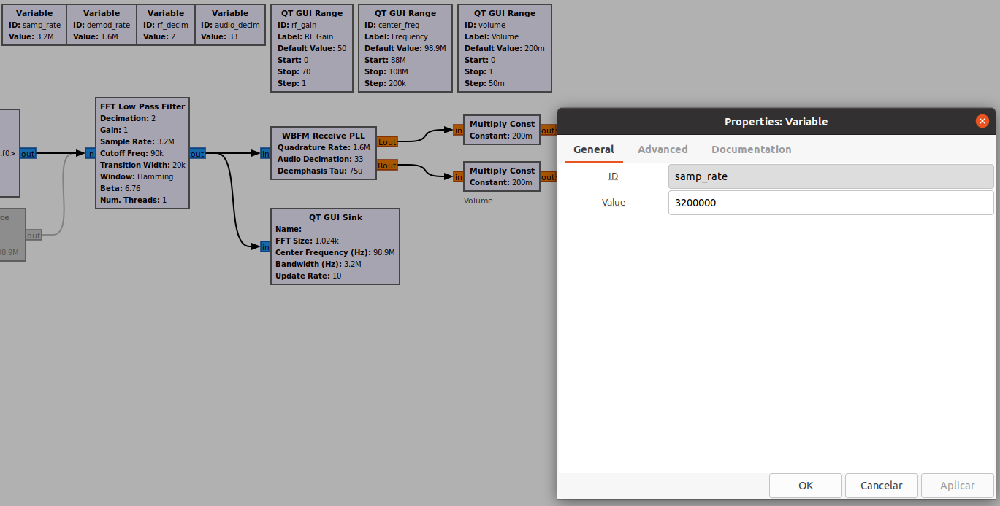 Variable
ID: samp_rate
Value: 3.2M
Variable
ID: demod_rate
Value: 1.6M
Variable
ID: rf_decim
Value: 2
Variable
ID: audio_decim
Value: 33
QT GUI Range
ID: rf_gain
Label: RF Gain
Default Value: 50
Start: 0
Stop: 70
Step: 1
QT GUI Range
ID: center_freq
Label: Frequency
Default Value: 98.9M
Start: 88M
Stop: 108M
Step: 200k
QT GUI Range
ID: volume
Label: Volume
Default Value: 200m
Start: 0
Stop: 1
Step: 50m
.f0>
out
ce
98.9M
out
FFT Low Pass Filter
Decimation: 2
Gain: 1
Sample Rate: 3.2M
Cutoff Freq: 90k
Transition Width: 20k
Window: Hamming
Beta: 6.76
Num. Threads: 1
in
out
WBFM Receive PLL
Quadrature Rate: 1.6M
Audio Decimation: 33
Deemphasis Tau: 75u
in
Lout
Rout
Multiply Const
Constant: 200m
in
out
Multiply Const
Constant: 200m
in
out
Volume
QT GUI Sink
Name:
FFT Size: 1.024k
Center Frequency (Hz): 98.9M
Bandwidth (Hz): 3.2M
Update Rate: 10
in
Properties: Variable
General
Advanced
Documentation
ID
samp_rate
Value
3200000
OK
Cancelar
Aplicar